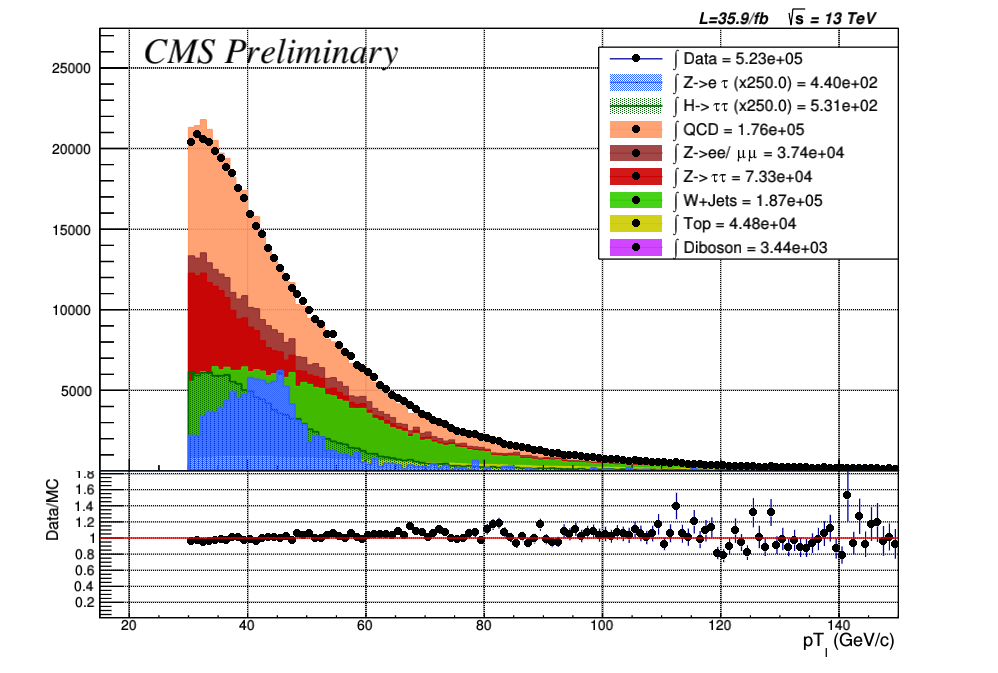 L=35.9/fb √s = 13 TeV
CMS Preliminary
∫ Data = 5.23e+05
∫ Z->e τ (x250.0) = 4.40e+02
∫ H-> ττ (x250.0) = 5.31e+02
∫ QCD = 1.76e+05
∫ Z->ee/ μμ = 3.74e+04
∫ Z-> ττ = 7.33e+04
∫ W+Jets = 1.87e+05
∫ Top = 4.48e+04
∫ Diboson = 3.44e+03
25000
20000
15000
10000
5000
Data/MC
1.8
1.6
1.4
1.2
1
0.8
0.6
0.4
0.2
20 40 60 80 100 120 140
pT_l (GeV/c)